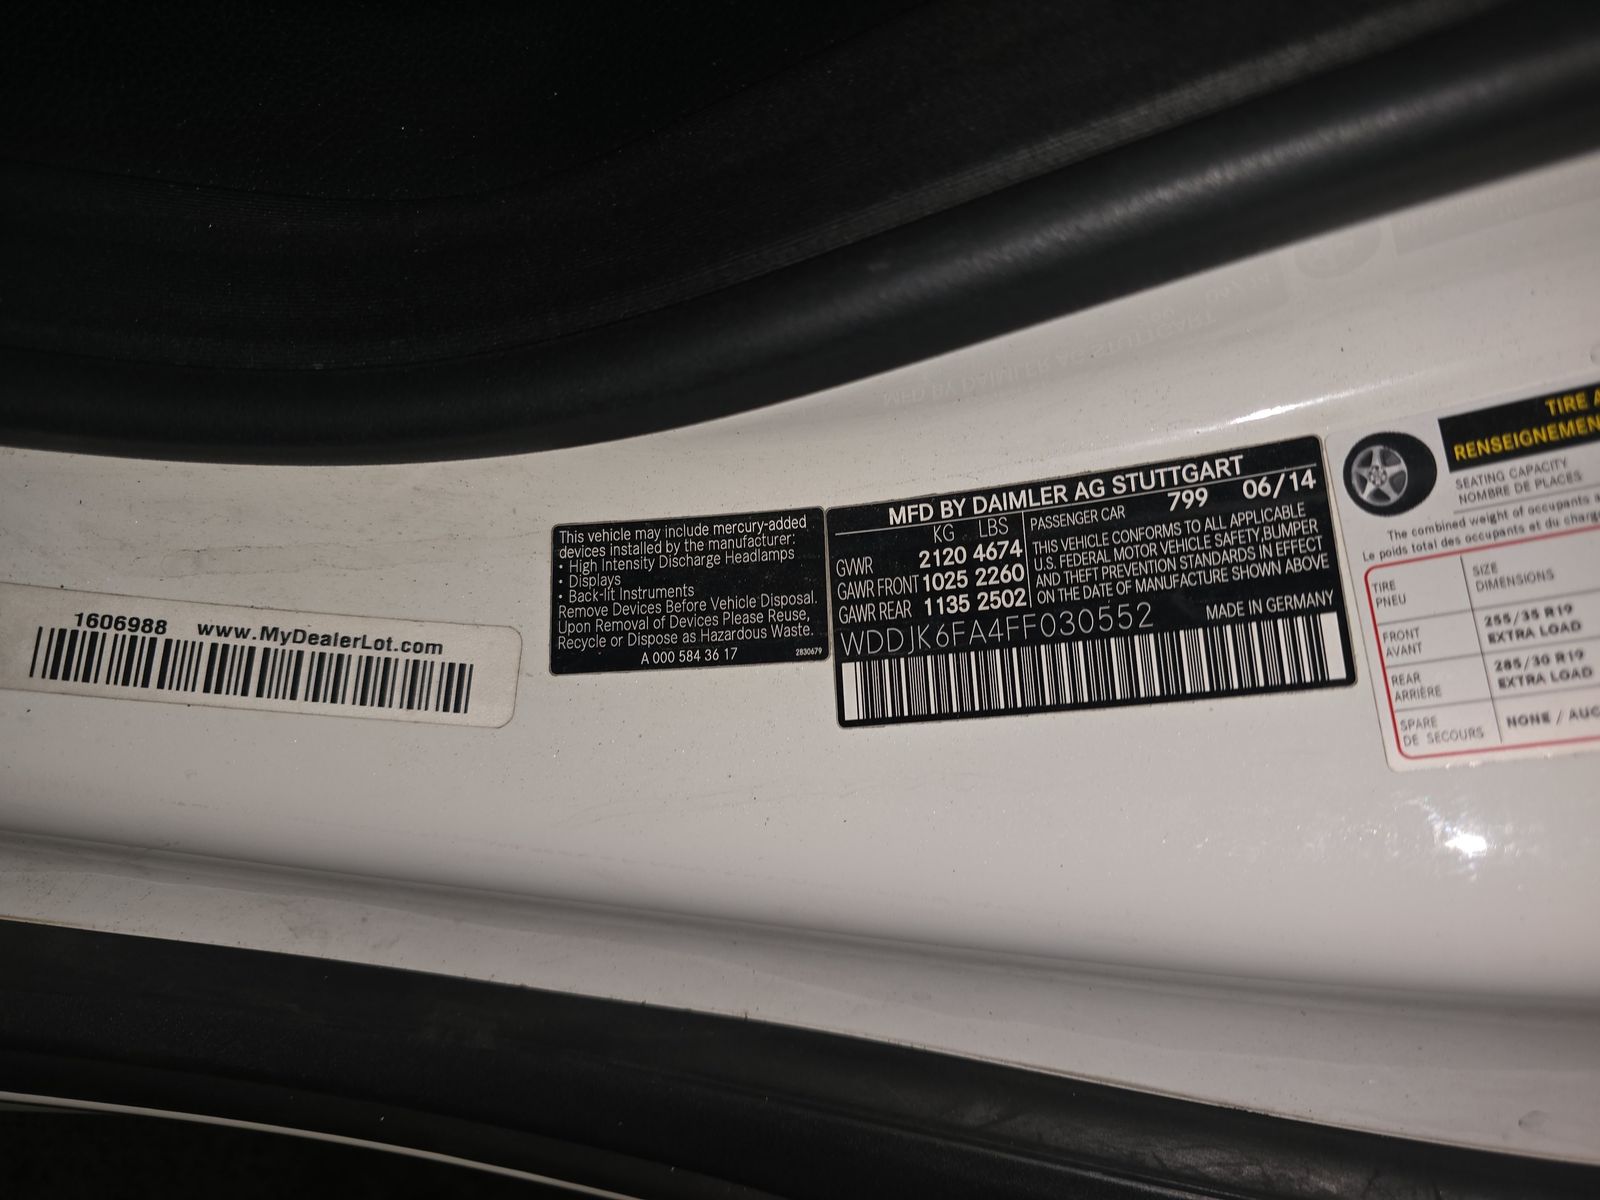 1606988 www.MyDealerLot.com
This vehicle may include mercury-added
devices installed by the manufacturer:
• High Intensity Discharge Headlamps
• Displays
• Back-lit Instruments
Remove Devices Before Vehicle Disposal.
Upon Removal of Devices Please Reuse,
Recycle or Dispose as Hazardous Waste.
A 000 584 36 17 2830679
MFD BY DAIMLER AG STUTTGART
KG LBS
GVWR 2120 4674
GAWR FRONT 1025 2260
GAWR REAR 1135 2502
PASSENGER CAR 799 06/14
THIS VEHICLE CONFORMS TO ALL APPLICABLE
U.S. FEDERAL MOTOR VEHICLE SAFETY,BUMPER
AND THEFT PREVENTION STANDARDS IN EFFECT
ON THE DATE OF MANUFACTURE SHOWN ABOVE
WDDJK6FA4FF030552 MADE IN GERMANY
TIRE
RENSEIGNEMEN
SEATING CAPACITY
NOMBRE DE PLACES
The combined weight of occupants
Le poids total des occupants et du
TIRE
PNEU
SIZE
DIMENSIONS
FRONT
AVANT
255/35 R19
EXTRA LOAD
REAR
ARRIÈRE
285/30 R19
EXTRA LOAD
SPARE
DE SECOURS
NONE / AUC